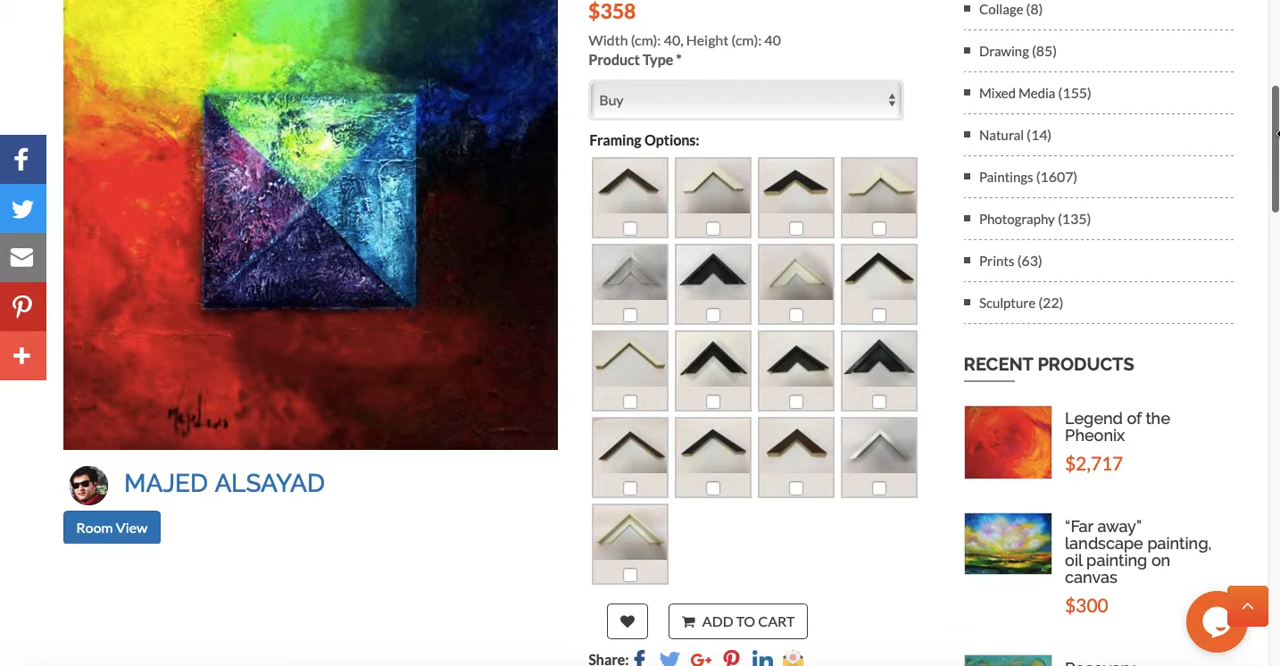 $358
Width (cm): 40, Height (cm): 40
Product Type *
Buy
Framing Options:
MAJED ALSAYAD
Room View
ADD TO CART
Share:
Collage (8)
Drawing (85)
Mixed Media (155)
Natural (14)
Paintings (1607)
Photography (135)
Prints (63)
Sculpture (22)
RECENT PRODUCTS
Legend of the
Pheonix
$2,717
“Far away”
landscape painting,
oil painting on
canvas
$300